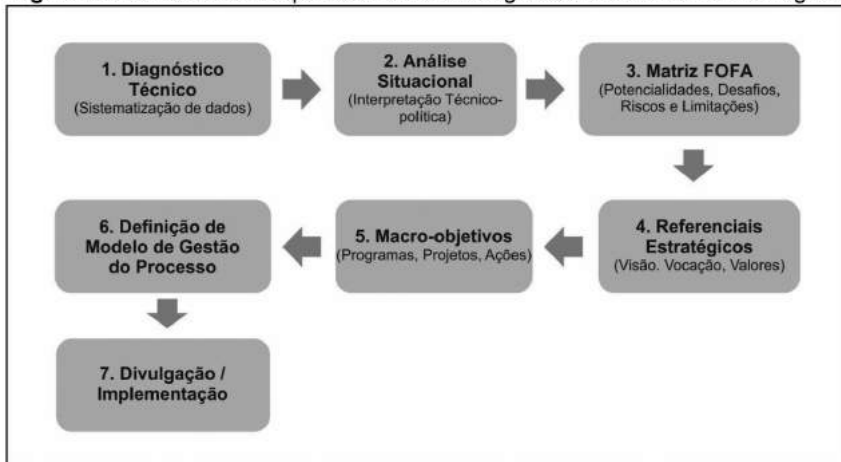 1. Diagnóstico
Técnico
(Sistematização de dados)
2. Análise
Situacional
(Interpretação Técnico-
política)
3. Matriz FOFA
(Potencialidades, Desafios,
Riscos e Limitações)
4. Referenciais
Estratégicos
(Visão. Vocação, Valores)
5. Macro-objetivos
(Programas, Projetos, Ações)
6. Definição de
Modelo de Gestão
do Processo
7. Divulgação /
Implementação